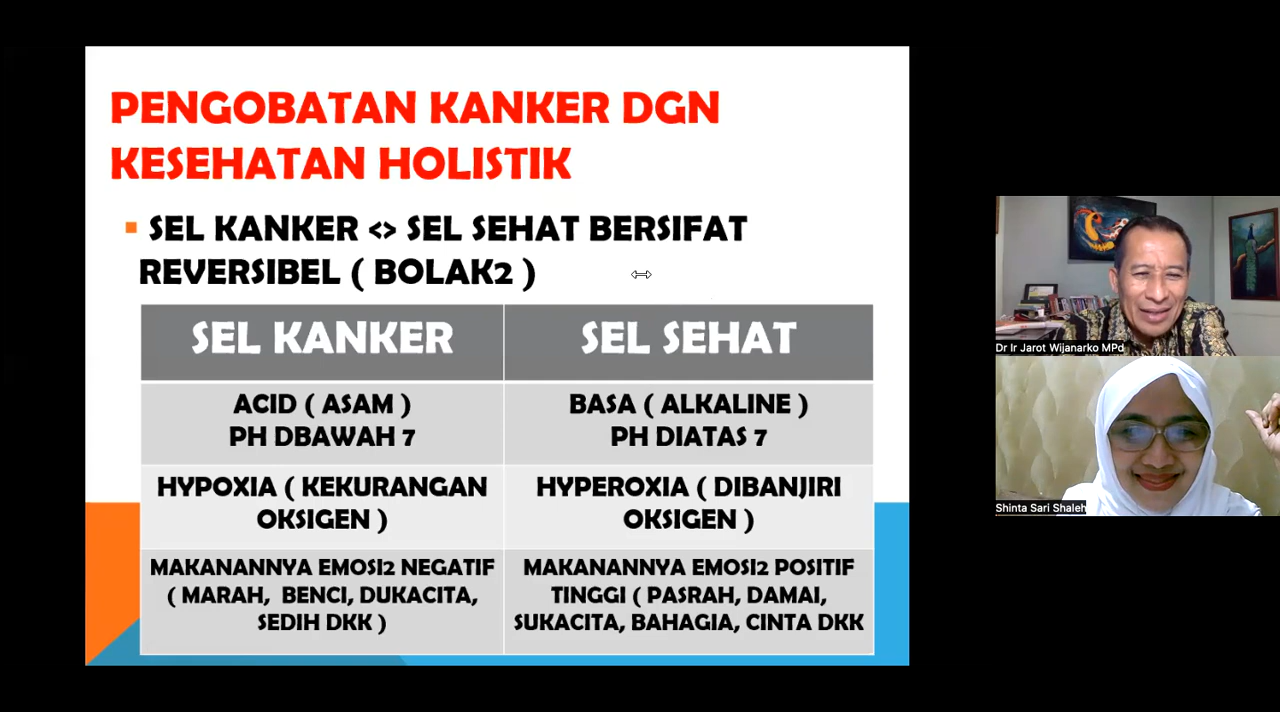 PENGOBATAN KANKER DGN
KESEHATAN HOLISTIK
SEL KANKER <> SEL SEHAT BERSIFAT
REVERSIBEL ( BOLAK2 )
SEL KANKER
SEL SEHAT
ACID ( ASAM )
PH DBAWAH 7
BASA ( ALKALINE )
PH DIATAS 7
HYPOXIA ( KEKURANGAN
OKSIGEN )
HYPEROXIA ( DIBANJIRI
OKSIGEN )
MAKANANNYA EMOSI2 NEGATIF
( MARAH, BENCI, DUKACITA,
SEDIH DKK )
MAKANANNYA EMOSI2 POSITIF
TINGGI ( PASRAH, DAMAI,
SUKACITA, BAHAGIA, CINTA DKK
Dr Ir Jarot Wijanarko MPd
Shinta Sari Shaleh